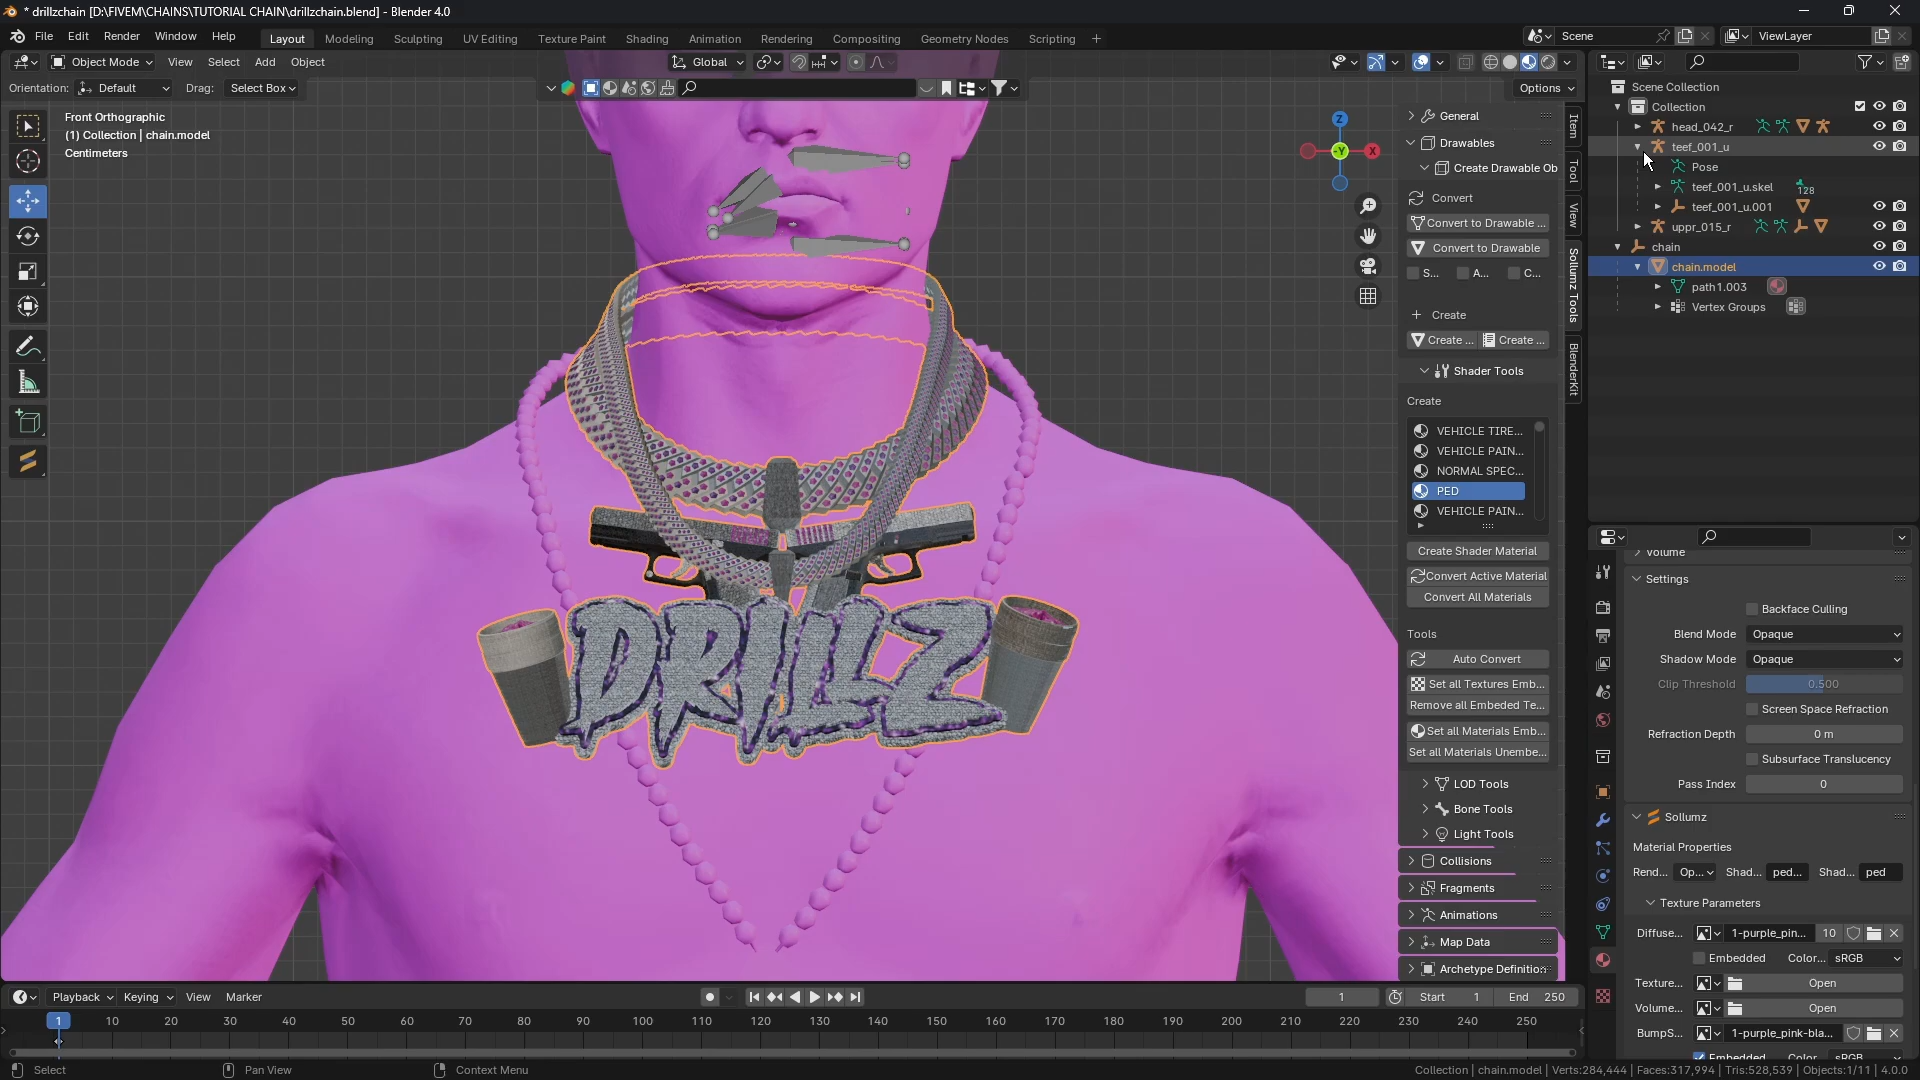 * drillzchain [D:\FIVEM\CHAINS\TUTORIAL CHAIN\drillzchain.blend] - Blender 4.0
File Edit Render Window Help Layout Modeling Sculpting UV Editing Texture Paint Shading Animation Rendering Compositing Geometry Nodes Scripting + Scene ViewLayer
Object Mode View Select Add Object Global
Orientation: Default Drag: Select Box Options
Front Orthographic
(1) Collection | chain.model
Centimeters
Z
-Y X
DRILLZ
General
Drawables
Create Drawable Ob
Convert
Convert to Drawable ...
Convert to Drawable
S... A... C...
Create
Create ... Create ...
Shader Tools
Create
VEHICLE TIRE...
VEHICLE PAIN...
NORMAL SPEC...
PED
VEHICLE PAIN...
Create Shader Material
Convert Active Material
Convert All Materials
Tools
Auto Convert
Set all Textures Emb...
Remove all Embeded Te...
Set all Materials Emb...
Set all Materials Unembe...
LOD Tools
Bone Tools
Light Tools
Collisions
Fragments
Animations
Map Data
Archetype Definition
Item
Tool
View
Sollumz Tools
BlenderKit
Scene Collection
Collection
head_042_r
teef_001_u
Pose
teef_001_u.skel 128
teef_001_u.001
uppr_015_r
chain
chain.model
path1.003
Vertex Groups
Volume
Settings
Backface Culling
Blend Mode Opaque
Shadow Mode Opaque
Clip Threshold 0.500
Screen Space Refraction
Refraction Depth 0 m
Subsurface Translucency
Pass Index 0
Sollumz
Material Properties
Rend... Op... Shad... ped... Shad... ped
Texture Parameters
Diffuse... 1-purple_pin... 10
Embedded Color... sRGB
Texture... Open
Volume... Open
BumpS... 1-purple_pink-bla...
Embedded Color sRGB
Playback Keying View Marker 1 Start 1 End 250
1 10 20 30 40 50 60 70 80 90 100 110 120 130 140 150 160 170 180 190 200 210 220 230 240 250
Select Pan View Context Menu Collection | chain.model | Verts:284,444 | Faces:317,994 | Tris:528,539 | Objects:1/11 | 4.0.0